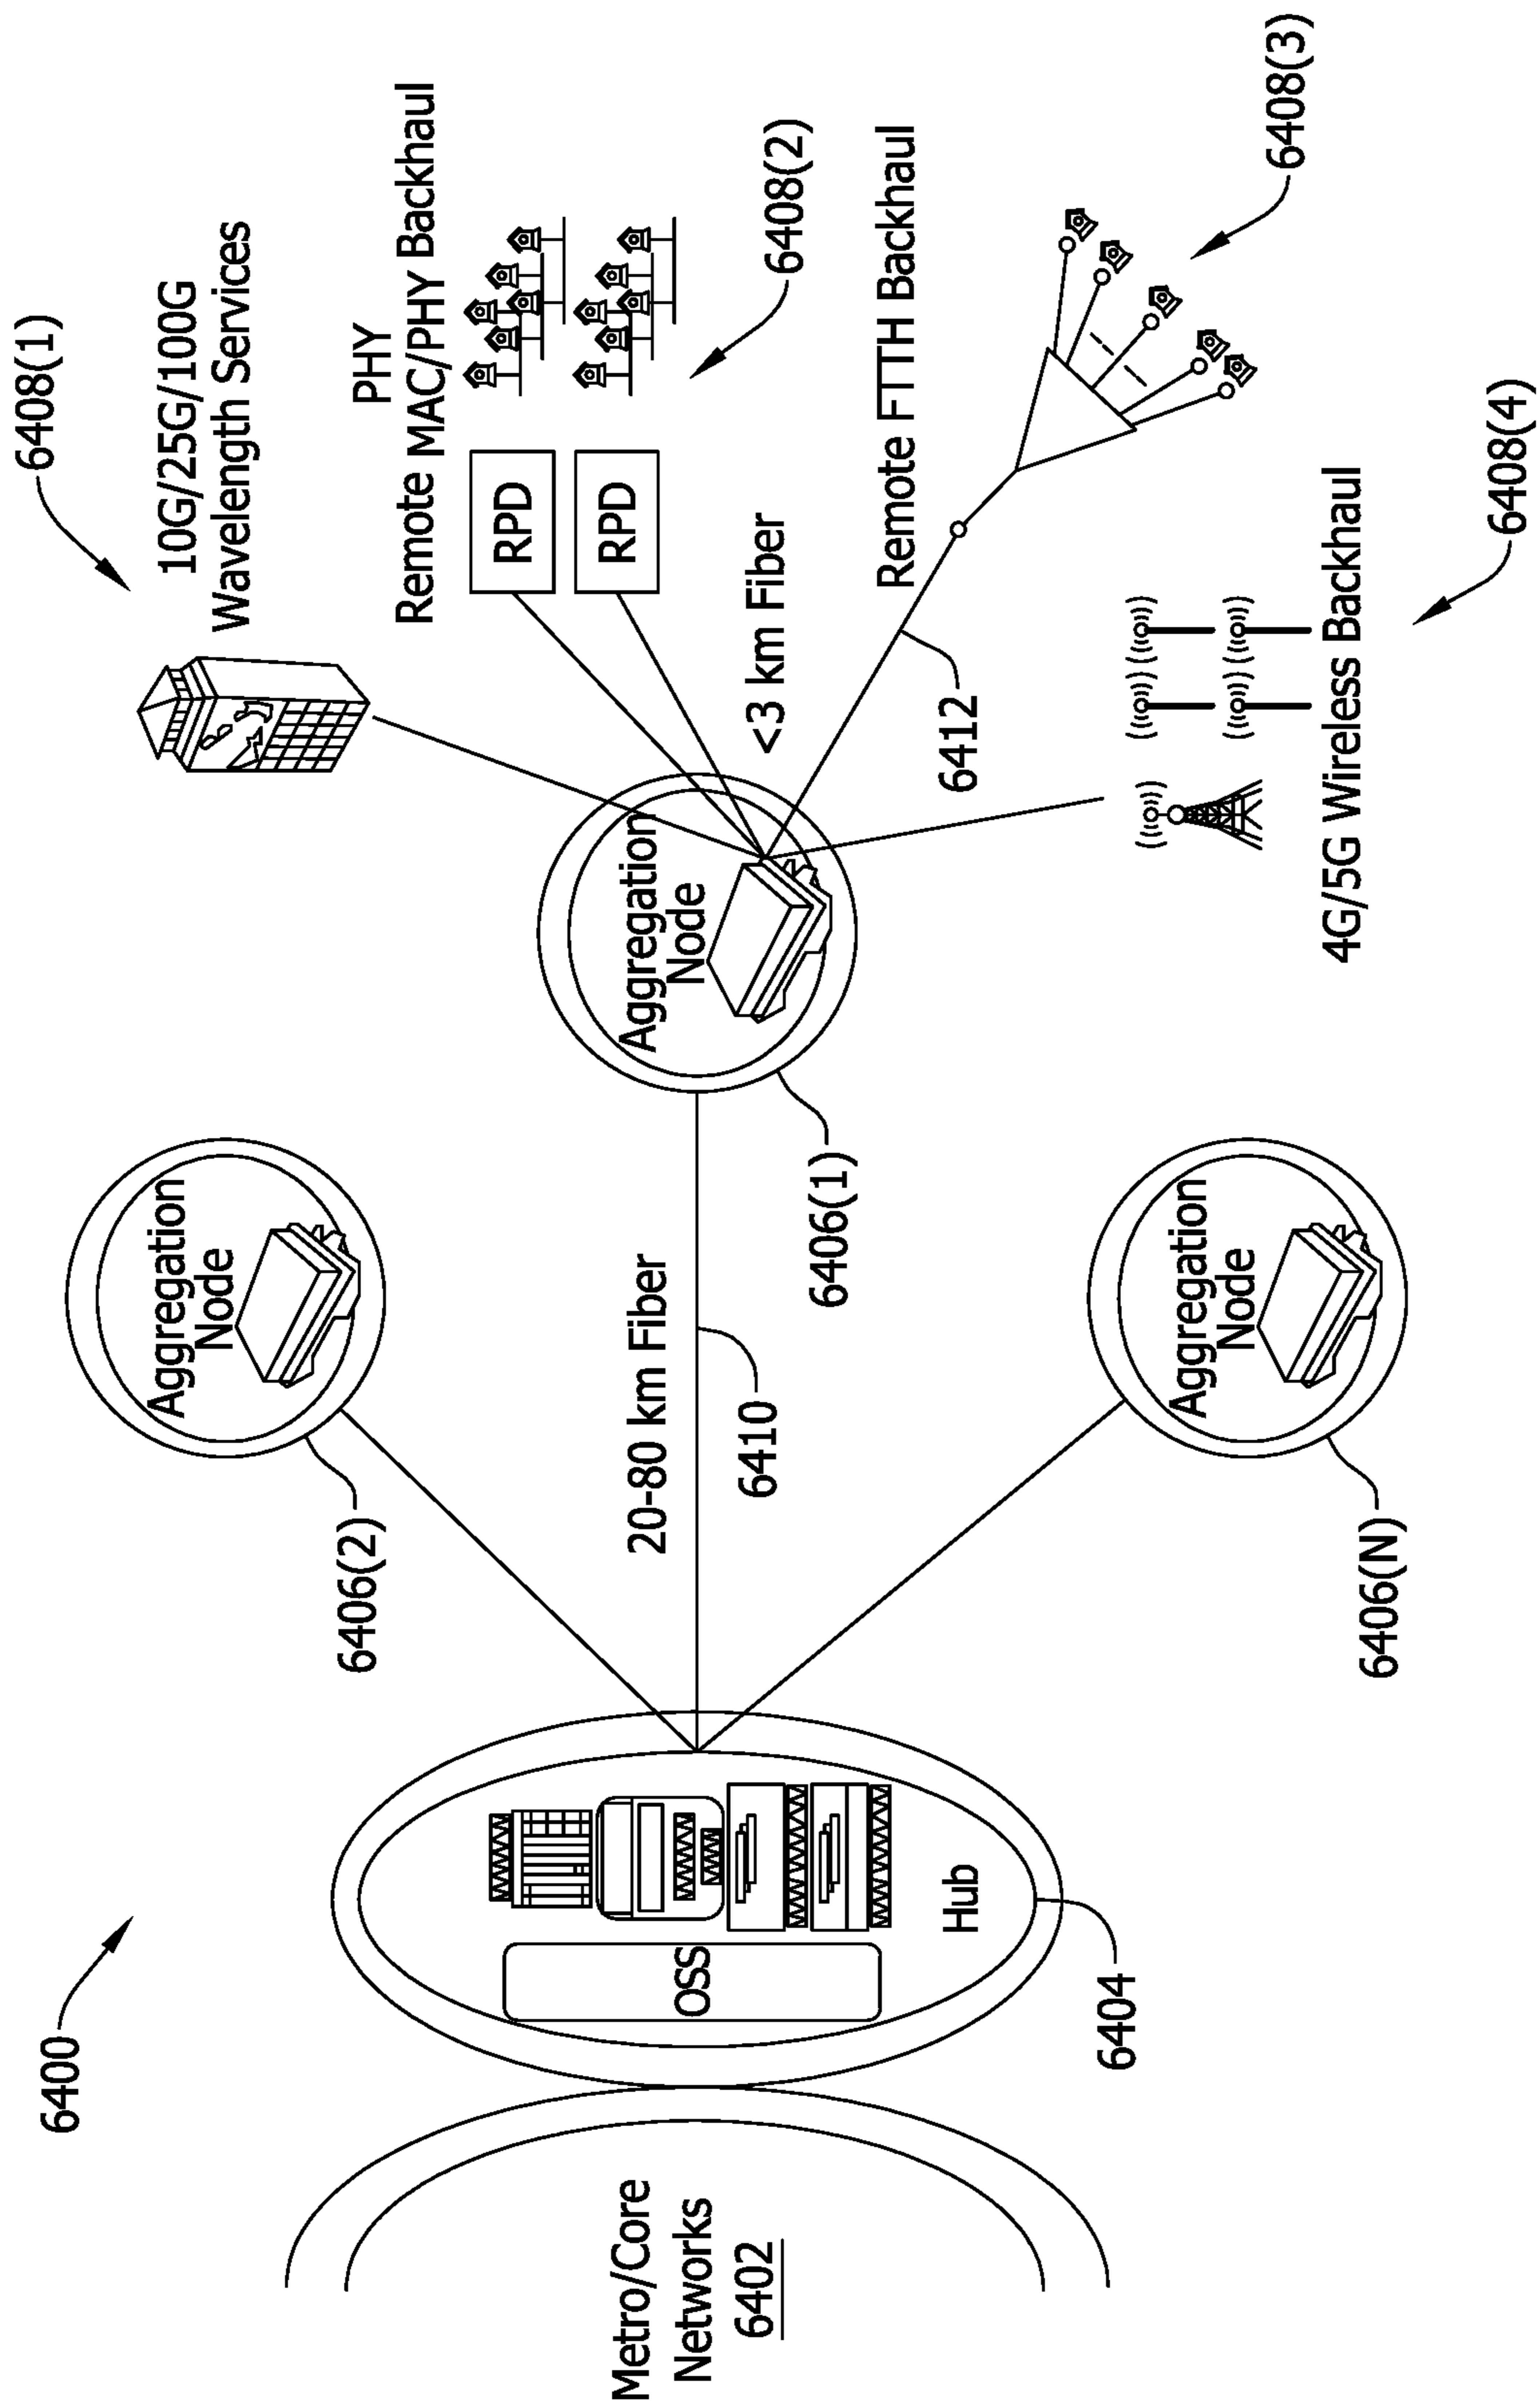 6400
Metro/Core
Networks
6402
OSS
Hub
6404
6406(2)
Aggregation
Node
20-80 km Fiber
6410
6406(1)
Aggregation
Node
6406(N)
Aggregation
Node
6408(1)
10G/25G/100G
Wavelength Services
PHY
Remote MAC/PHY Backhaul
RPD
RPD
6408(2)
<3 km Fiber
Remote FTTH Backhaul
6412
6408(3)
4G/5G Wireless Backhaul
6408(4)